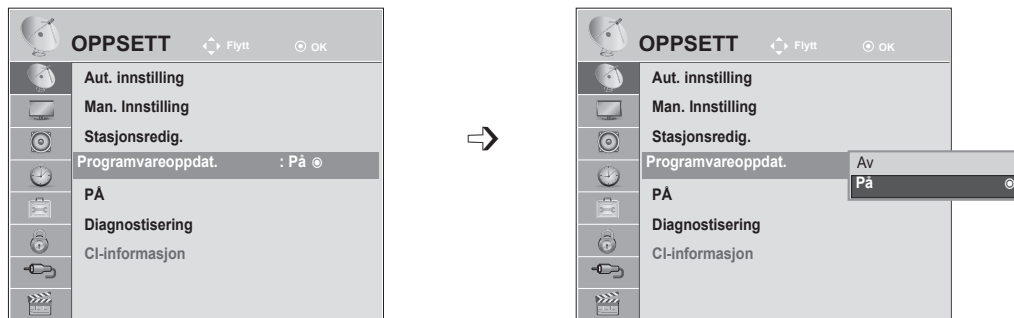 OPPSETT Flytt OK
Aut. innstilling
Man. Innstilling
Stasjonsredig.
Programvareoppdat. : På
PÅ
Diagnostisering
CI-informasjon
OPPSETT Flytt OK
Aut. innstilling
Man. Innstilling
Stasjonsredig.
Programvareoppdat. Av
På
PÅ
Diagnostisering
CI-informasjon